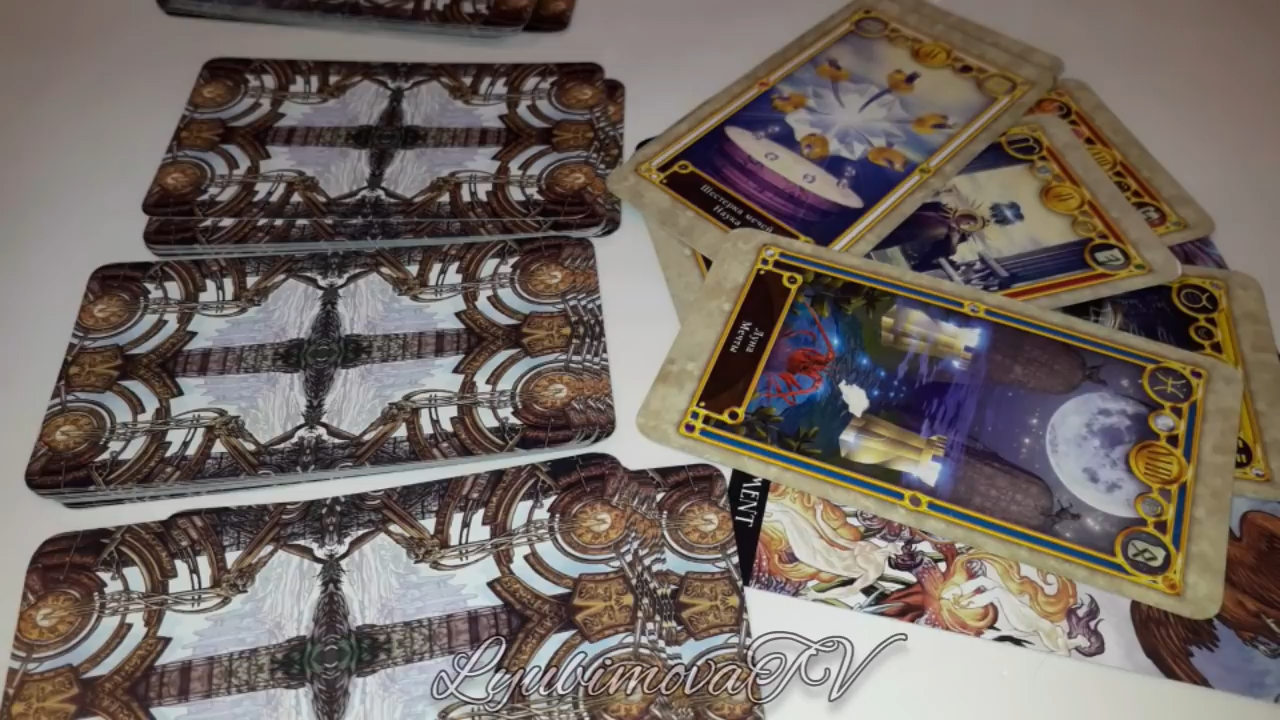 Шестерка мечей
Наука
Луна
Мечты
MENT
LyubimovaTV